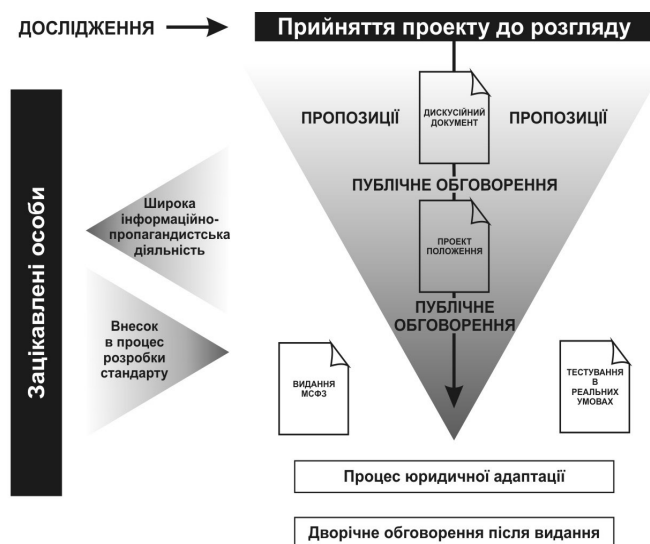 ДОСЛІДЖЕННЯ
Прийняття проекту до розгляду
Зацікавлені особи
ПРОПОЗИЦІЇ
ДИСКУСІЙНИЙ
ДОКУМЕНТ
ПРОПОЗИЦІЇ
ПУБЛІЧНЕ ОБГОВОРЕННЯ
Широка
інформаційно-
пропагандистська
діяльність
ПРОЕКТ
ПОЛОЖЕННЯ
ПУБЛІЧНЕ
ОБГОВОРЕННЯ
Внесок
в процес
розробки
стандарту
ВИДАННЯ
МСФЗ
ТЕСТУВАННЯ
В
РЕАЛЬНИХ
УМОВАХ
Процес юридичної адаптації
Дворічне обговорення після видання